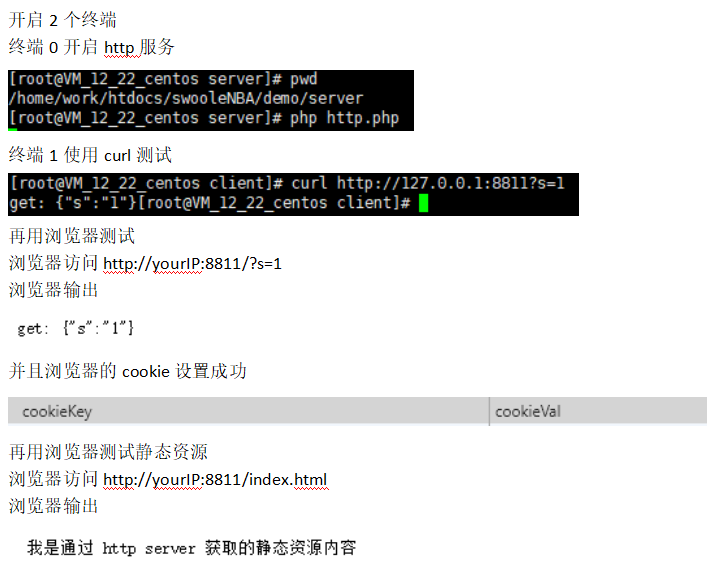 开启 2 个终端
终端 0 开启 http 服务
[root@VM_12_22_centos server]# pwd
/home/work/htdocs/swooleNBA/demo/server
[root@VM_12_22_centos server]# php http.php
终端 1 使用 curl 测试
[root@VM_12_22_centos client]# curl http://127.0.0.1:8811?s=1
get: {"s":"1"}[root@VM_12_22_centos client]#
再用浏览器测试
浏览器访问 http://yourIP:8811/?s=1
浏览器输出
get: {"s":"1"}
并且浏览器的 cookie 设置成功
cookieKey cookieVal
再用浏览器测试静态资源
浏览器访问 http://yourIP:8811/index.html
浏览器输出
我是通过 http server 获取的静态资源内容